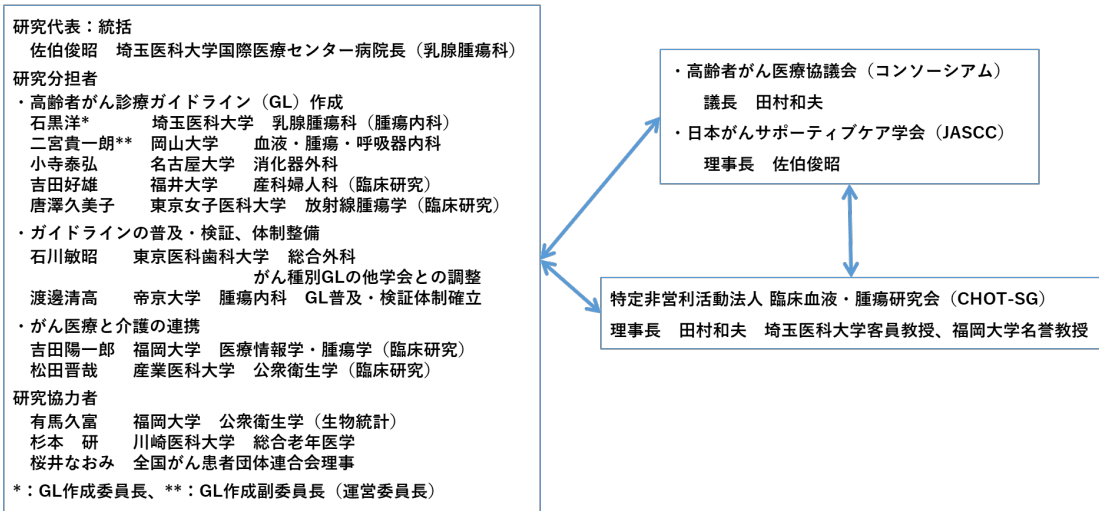 研究代表：統括
佐伯俊昭　埼玉医科大学国際医療センター病院長（乳腺腫瘍科）
研究分担者
・高齢者がん診療ガイドライン（GL）作成
石黒洋*　埼玉医科大学　乳腺腫瘍科（腫瘍内科）
二宮貴一朗**　岡山大学　血液・腫瘍・呼吸器内科
小寺泰弘　名古屋大学　消化器外科
吉田好雄　福井大学　産科婦人科（臨床研究）
唐澤久美子　東京女子医科大学　放射線腫瘍学（臨床研究）
・ガイドラインの普及・検証、体制整備
石川敏昭　東京医科歯科大学　総合外科
がん種別GLの他学会との調整
渡邊清高　帝京大学　腫瘍内科　GL普及・検証体制確立
・がん医療と介護の連携
吉田陽一郎　福岡大学　医療情報学・腫瘍学（臨床研究）
松田晋哉　産業医科大学　公衆衛生学（臨床研究）
研究協力者
有馬久富　福岡大学　公衆衛生学（生物統計）
杉本　研　川崎医科大学　総合老年医学
桜井なおみ　全国がん患者団体連合会理事
*：GL作成委員長、**：GL作成副委員長（運営委員長）
・高齢者がん医療協議会（コンソーシアム）
議長　田村和夫
・日本がんサポーティブケア学会（JASCC）
理事長　佐伯俊昭
特定非営利活動法人 臨床血液・腫瘍研究会（CHOT-SG）
理事長　田村和夫　埼玉医科大学客員教授、福岡大学名誉教授